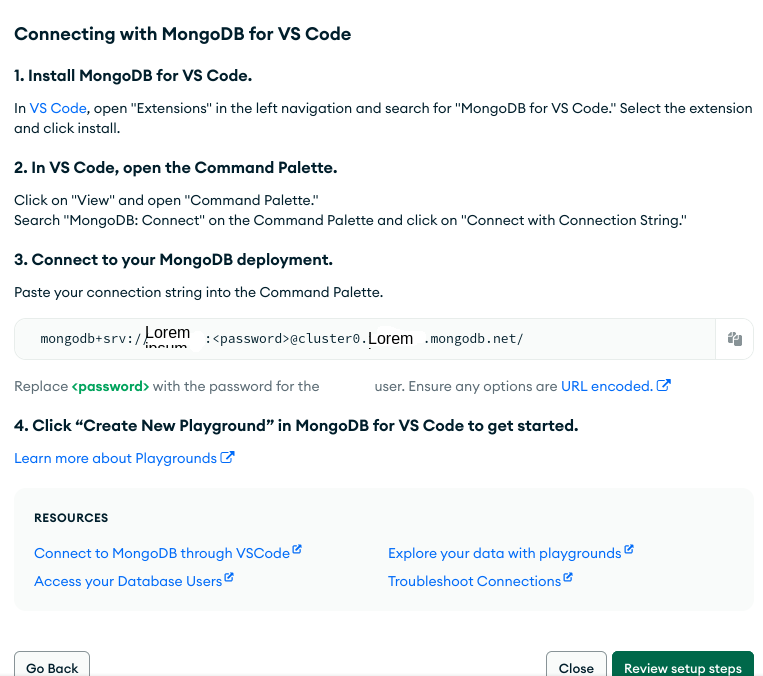 Connecting with MongoDB for VS Code
1. Install MongoDB for VS Code.
In VS Code, open "Extensions" in the left navigation and search for "MongoDB for VS Code." Select the extension
and click install.
2. In VS Code, open the Command Palette.
Click on "View" and open "Command Palette."
Search "MongoDB: Connect" on the Command Palette and click on "Connect with Connection String."
3. Connect to your MongoDB deployment.
Paste your connection string into the Command Palette.
mongodb+srv://Lorem :<password>@cluster0.Lorem .mongodb.net/
Replace <password> with the password for the user. Ensure any options are URL encoded.
4. Click “Create New Playground” in MongoDB for VS Code to get started.
Learn more about Playgrounds
RESOURCES
Connect to MongoDB through VSCode Explore your data with playgrounds
Access your Database Users Troubleshoot Connections
Go Back Close Review setup steps